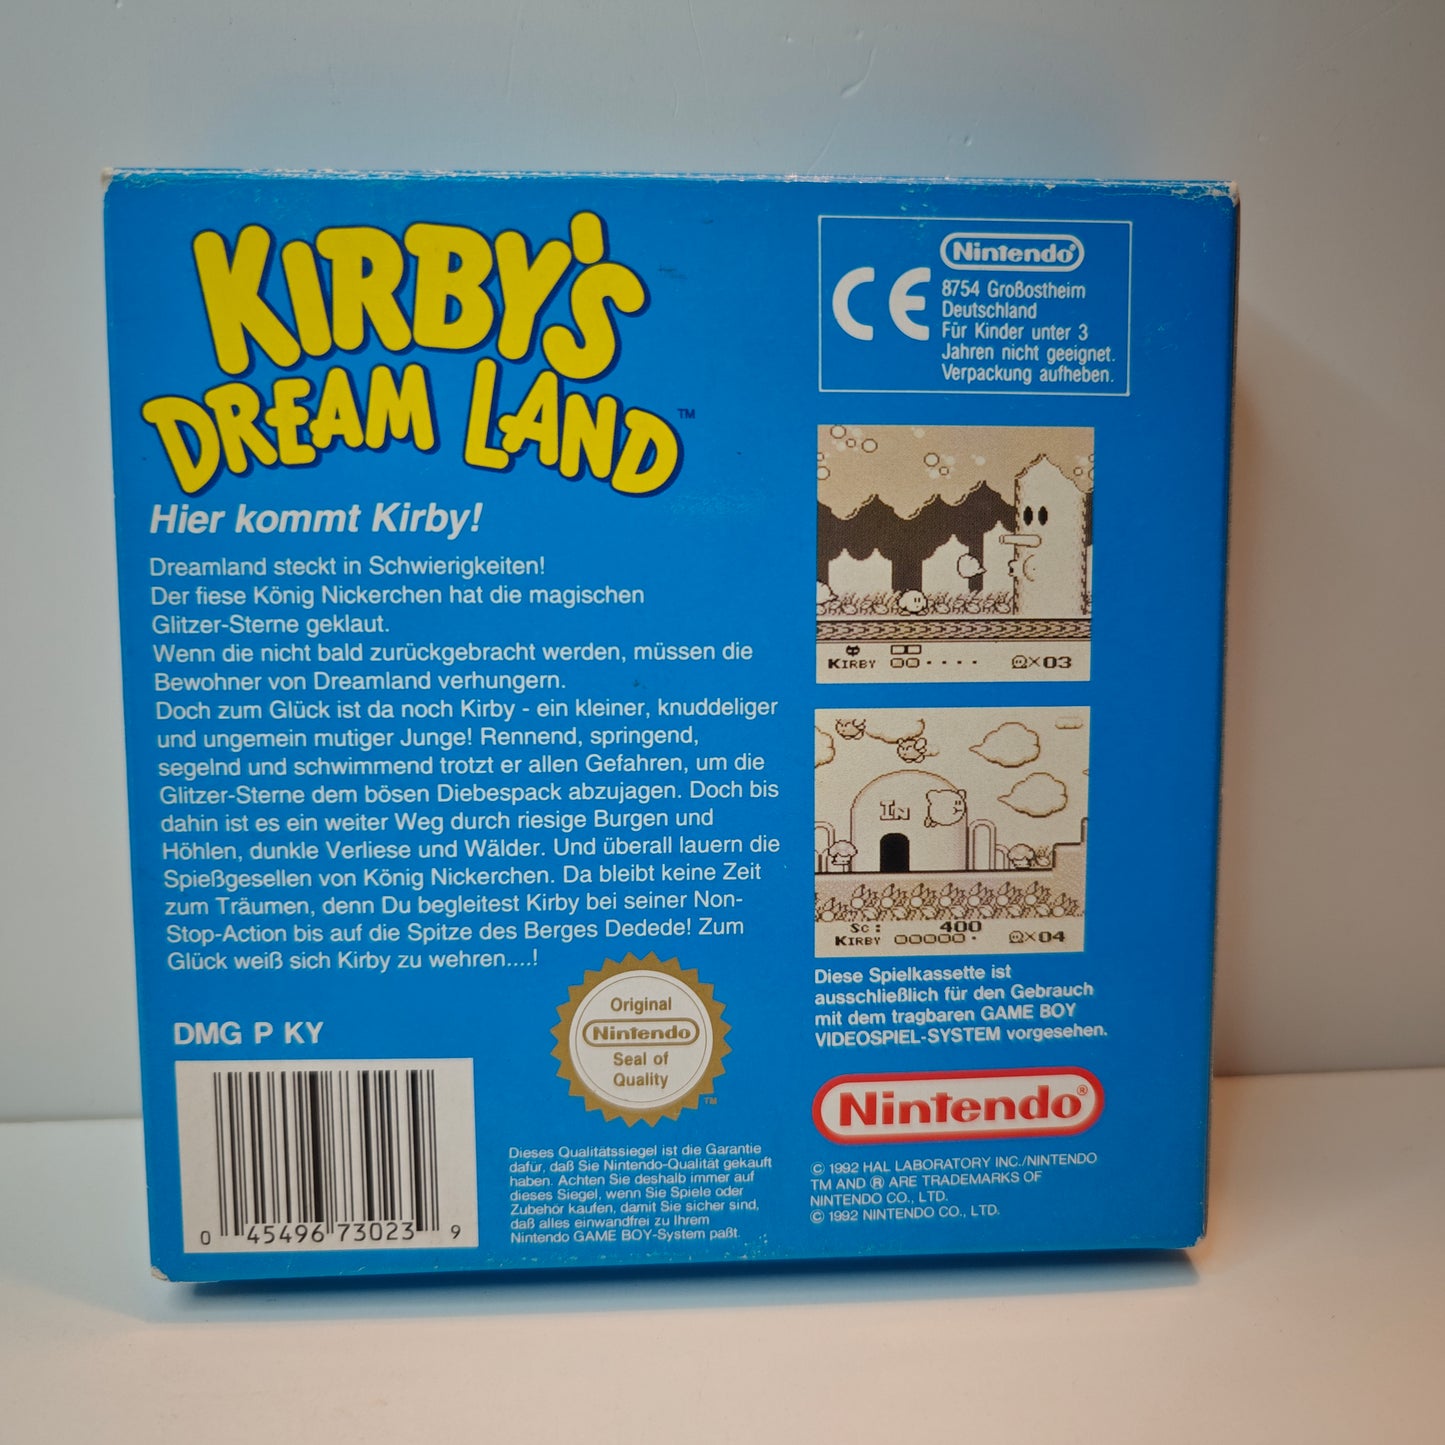 KIRBY'S
DREAM LAND™
Hier kommt Kirby!
Dreamland steckt in Schwierigkeiten!
Der fiese König Nickerchen hat die magischen
Glitzer-Sterne geklaut.
Wenn die nicht bald zurückgebracht werden, müssen die
Bewohner von Dreamland verhungern.
Doch zum Glück ist da noch Kirby - ein kleiner, knuddeliger
und ungemein mutiger Junge! Rennend, springend,
segelnd und schwimmend trotzt er allen Gefahren, um die
Glitzer-Sterne dem bösen Diebespack abzujagen. Doch bis
dahin ist es ein weiter Weg durch riesige Burgen und
Höhlen, dunkle Verliese und Wälder. Und überall lauern die
Spießgesellen von König Nickerchen. Da bleibt keine Zeit
zum Träumen, denn Du begleitest Kirby bei seiner Non-
Stop-Action bis auf die Spitze des Berges Dedede! Zum
Glück weiß sich Kirby zu wehren....!
DMG P KY
0 45496 73023 9
Original
Nintendo
Seal of
Quality
™
Dieses Qualitätssiegel ist die Garantie
dafür, daß Sie Nintendo-Qualität gekauft
haben. Achten Sie deshalb immer auf
dieses Siegel, wenn Sie Spiele oder
Zubehör kaufen, damit Sie sicher sind,
daß alles einwandfrei zu Ihrem
Nintendo GAME BOY-System paßt.
CE
Nintendo®
8754 Großostheim
Deutschland
Für Kinder unter 3
Jahren nicht geeignet.
Verpackung aufheben.
KIRBY ×03
IN
SC: 400
KIRBY ×04
Diese Spielkassette ist
ausschließlich für den Gebrauch
mit dem tragbaren GAME BOY
VIDEOSPIEL-SYSTEM vorgesehen.
Nintendo®
© 1992 HAL LABORATORY INC./NINTENDO
TM AND ® ARE TRADEMARKS OF
NINTENDO CO., LTD.
© 1992 NINTENDO CO., LTD.